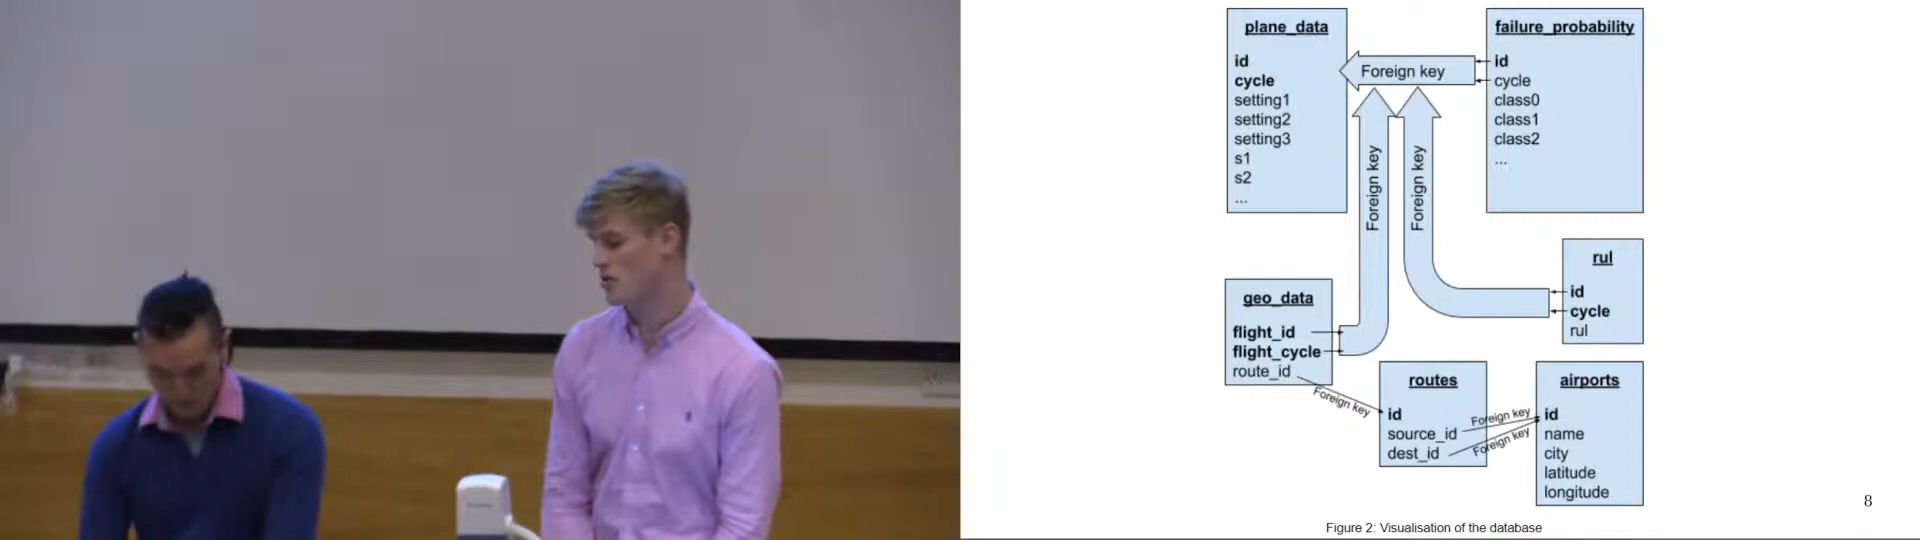 plane_data
id
cycle
setting1
setting2
setting3
s1
s2
...
Foreign key
failure_probability
id
cycle
class0
class1
class2
...
Foreign key
Foreign key
rul
id
cycle
rul
geo_data
flight_id
flight_cycle
route_id
Foreign key
routes
id
source_id
dest_id
Foreign key
Foreign key
airports
id
name
city
latitude
longitude
8
Figure 2: Visualisation of the database